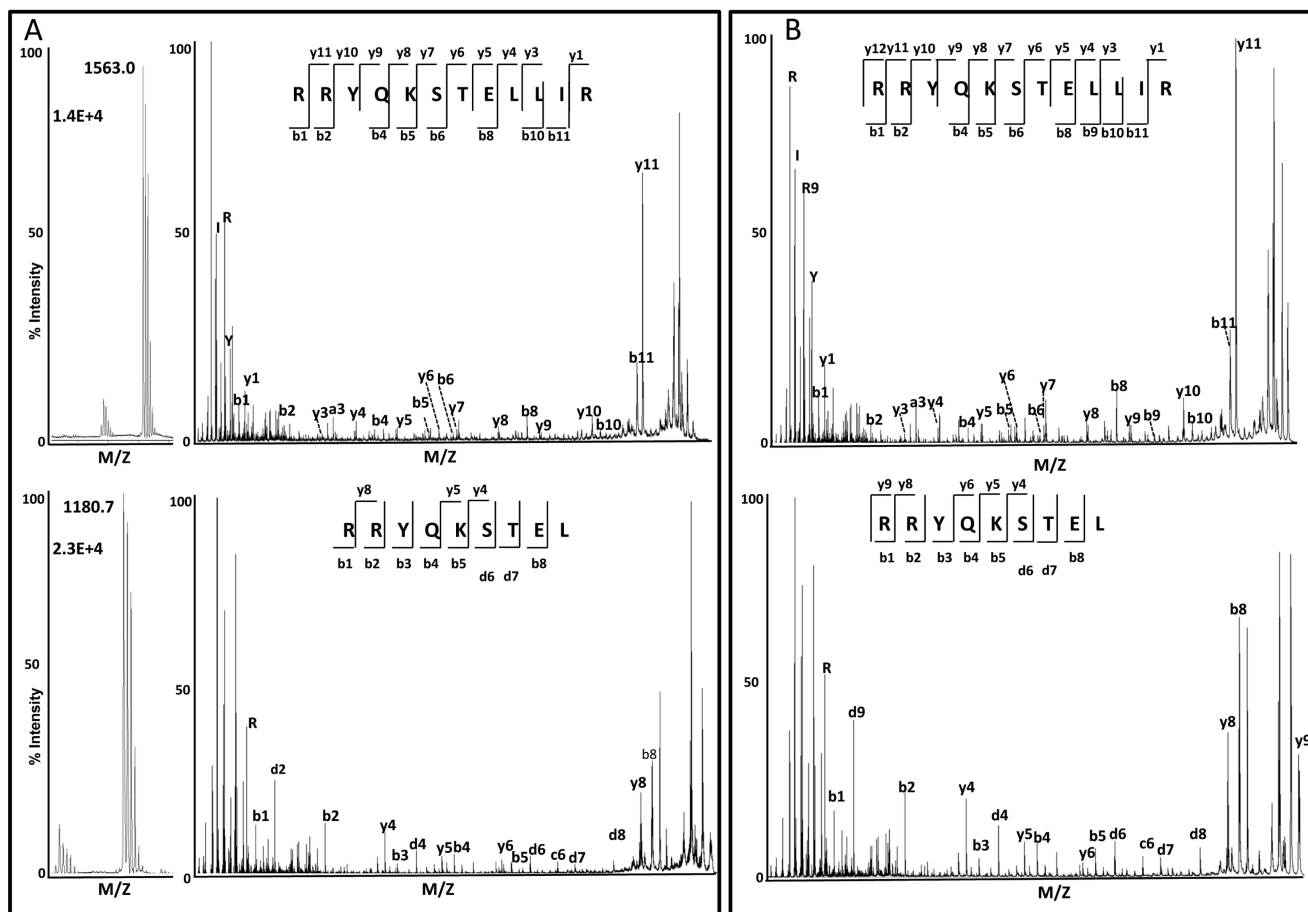 A
100
1563.0
1.4E+4
50
0
% Intensity
M/Z
100
50
0
y11 y10 y9 y8 y7 y6 y5 y4 y3 y1
R R Y Q K S T E L L I R
b1 b2 b4 b5 b6 b8 b10 b11
I R
Y
y1
b1
b2
y3
a3
y4
b4
y5
b5
y6
b6
y7
y8
b8
y9
y10
b10
b11
y11
M/Z
100
1180.7
2.3E+4
50
0
% Intensity
M/Z
100
50
0
y8 y5 y4
R R Y Q K S T E L
b1 b2 b3 b4 b5 b8
d6 d7
R
b1
d2
b2
y4
b3
d4
y5
b4
y6
b5
d6
c6
d7
d8
y8
b8
M/Z
B
100
50
0
y12 y11 y10 y9 y8 y7 y6 y5 y4 y3 y1
R R Y Q K S T E L L I R
b1 b2 b4 b5 b6 b8 b9 b10 b11
R
I
R9
Y
y1
b1
b2
y3
a3
y4
b4
y5
b5
y6
b6
y7
y8
b8
y9
b9
y10
b10
b11
y11
M/Z
100
50
0
y9 y8 y6 y5 y4
R R Y Q K S T E L
b1 b2 b3 b4 b5 b8
d6 d7
R
b1
d9
b2
y4
b3
d4
y5
b4
y6
b5
d6
c6
d7
d8
y8
b8
y9
M/Z